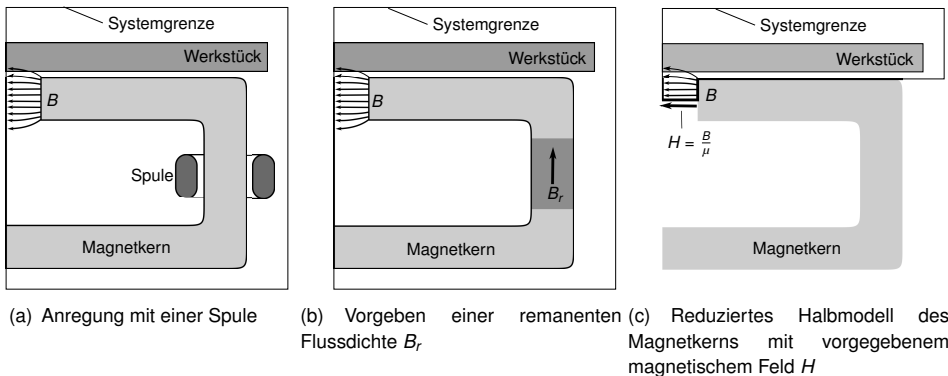 Systemgrenze
Werkstück
B
Spule
Magnetkern
(a) Anregung mit einer Spule
Systemgrenze
Werkstück
B
B_r
Magnetkern
(b) Vorgeben einer remanenten
Flussdichte B_r
Systemgrenze
Werkstück
B
H = B/μ
Magnetkern
(c) Reduziertes Halbmodell des
Magnetkerns mit vorgegebenem
magnetischem Feld H